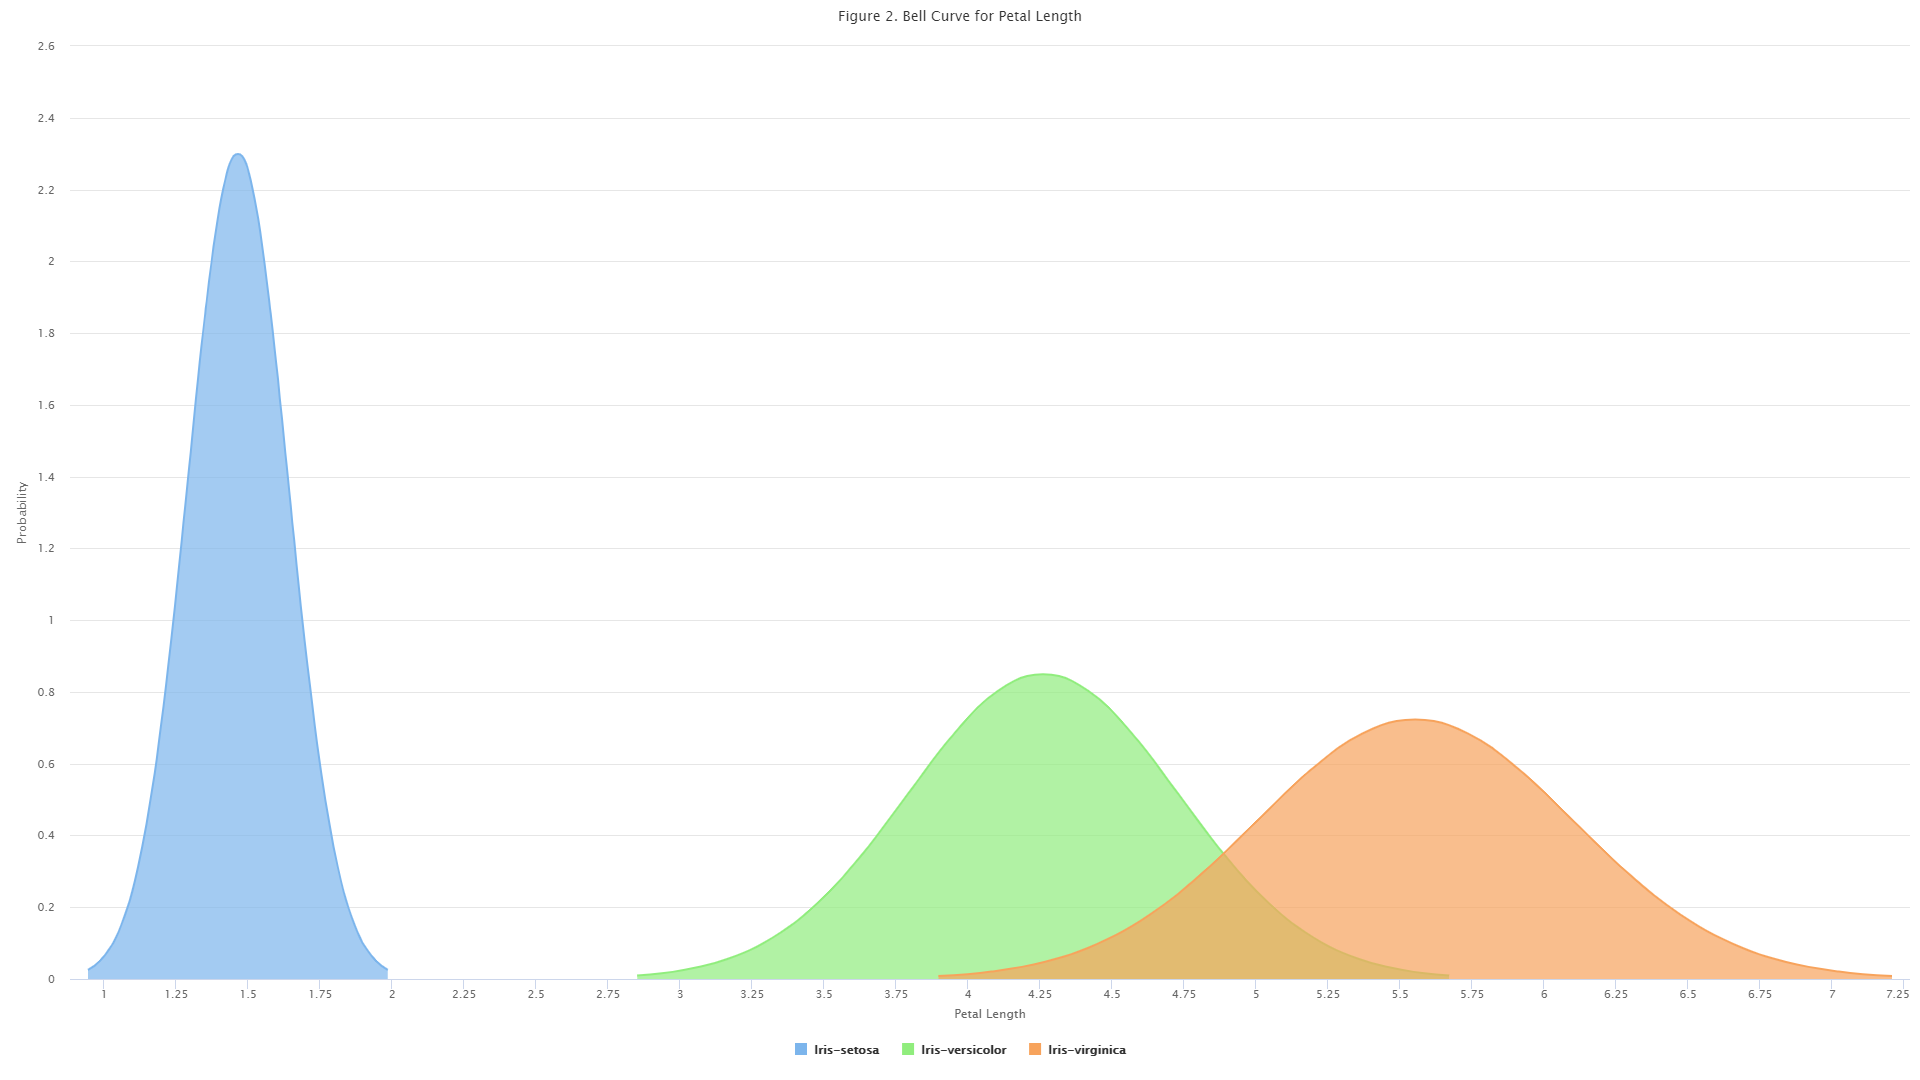 Figure 2. Bell Curve for Petal Length
2.6
2.4
2.2
2
1.8
1.6
1.4
1.2
1
0.8
0.6
0.4
0.2
0
Probability
1 1.25 1.5 1.75 2 2.25 2.5 2.75 3 3.25 3.5 3.75 4 4.25 4.5 4.75 5 5.25 5.5 5.75 6 6.25 6.5 6.75 7 7.25
Petal Length
Iris-setosa Iris-versicolor Iris-virginica